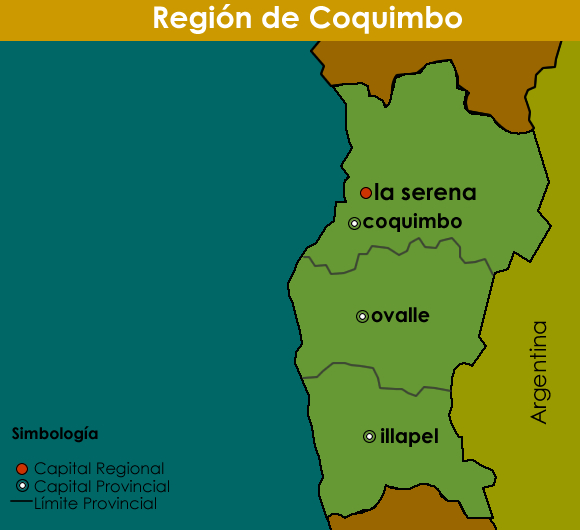 Región de Coquimbo
la serena
coquimbo
ovalle
Argentina
illapel
Simbología
Capital Regional
Capital Provincial
Límite Provincial